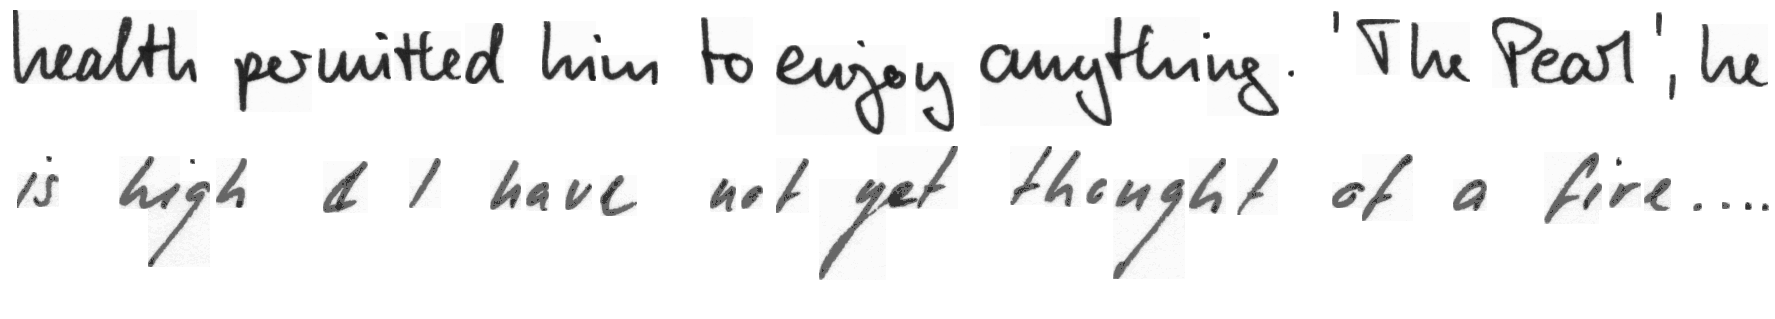 health permitted him to enjoy anything. 'The Pearl', he
is high & I have not yet thought of a fire....